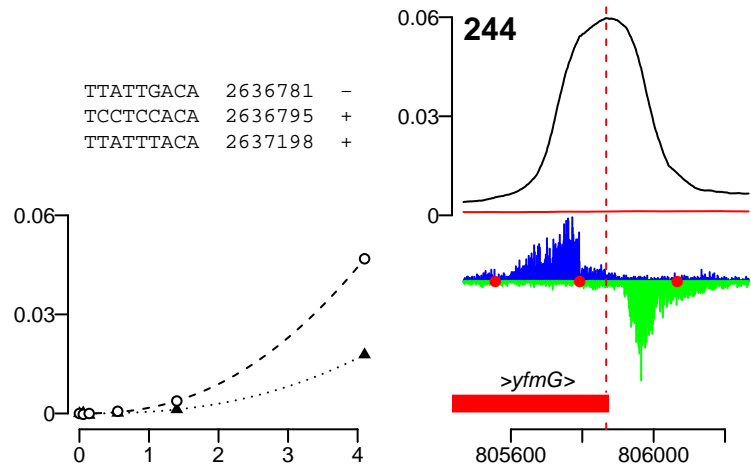 TTATTGACA 2636781 −
TCCTCCACA 2636795 +
TTATTTACA 2637198 +
0.06
0.03
0
0 1 2 3 4
244
0.06
0.03
0
>yfmG>
805600 806000